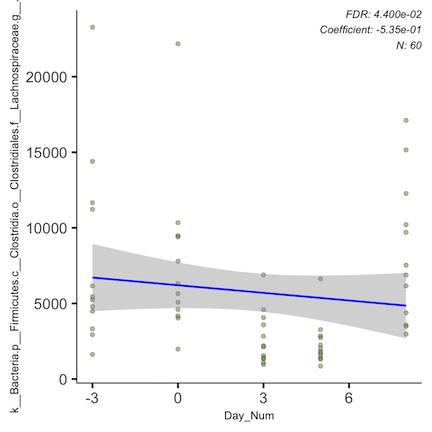 FDR: 4.400e-02
Coefficient: -5.35e-01
N: 60
k__Bacteria.p__Firmicutes.c__Clostridia.o__Clostridiales.f__Lachnospiraceae.g__
20000
15000
10000
5000
0
-3
0
3
6
Day_Num